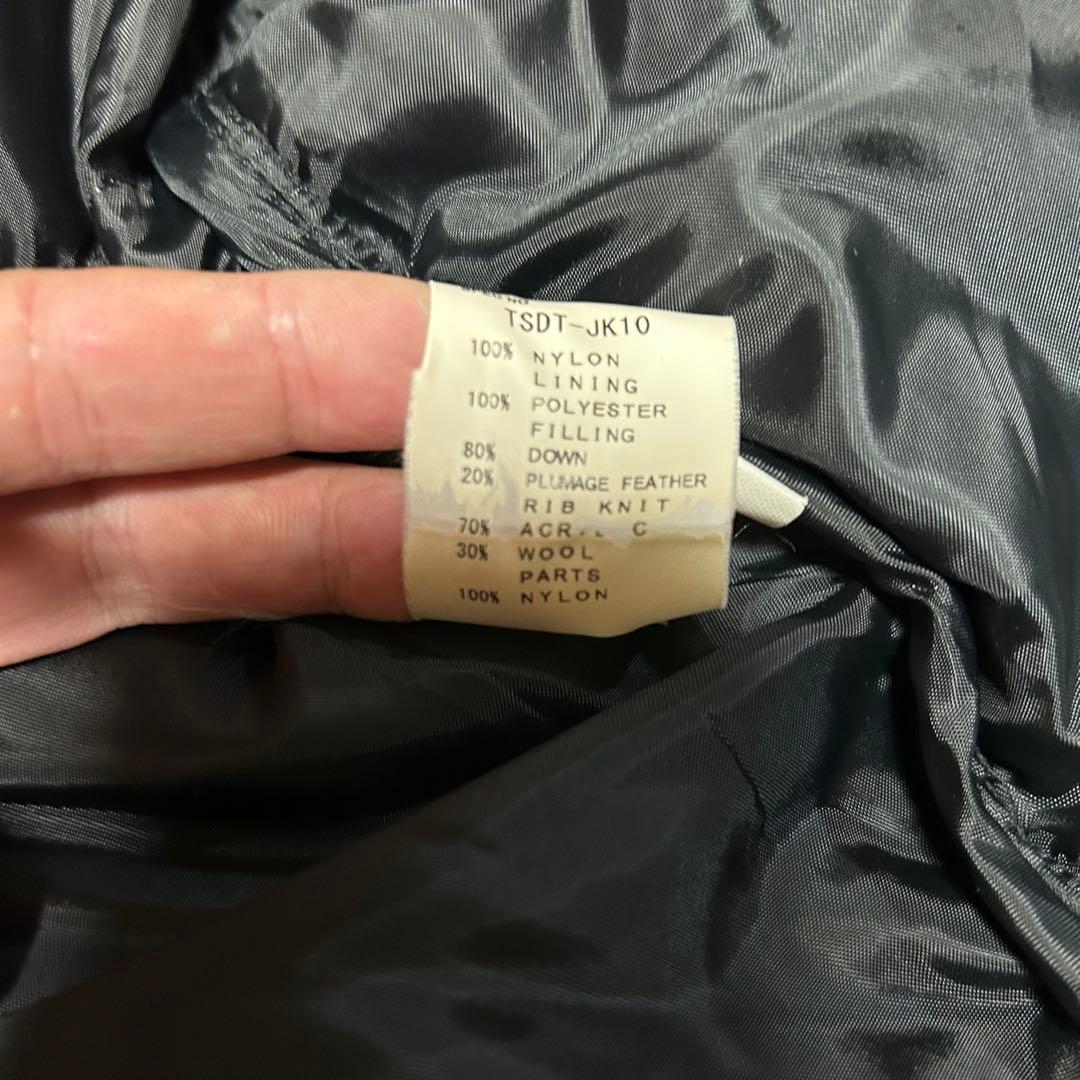 TSDT-JK10
100% NYLON
LINING
100% POLYESTER
FILLING
80% DOWN
20% PLUMAGE FEATHER
RIB KNIT
70% ACR
30% WOOL
PARTS
100% NYLON